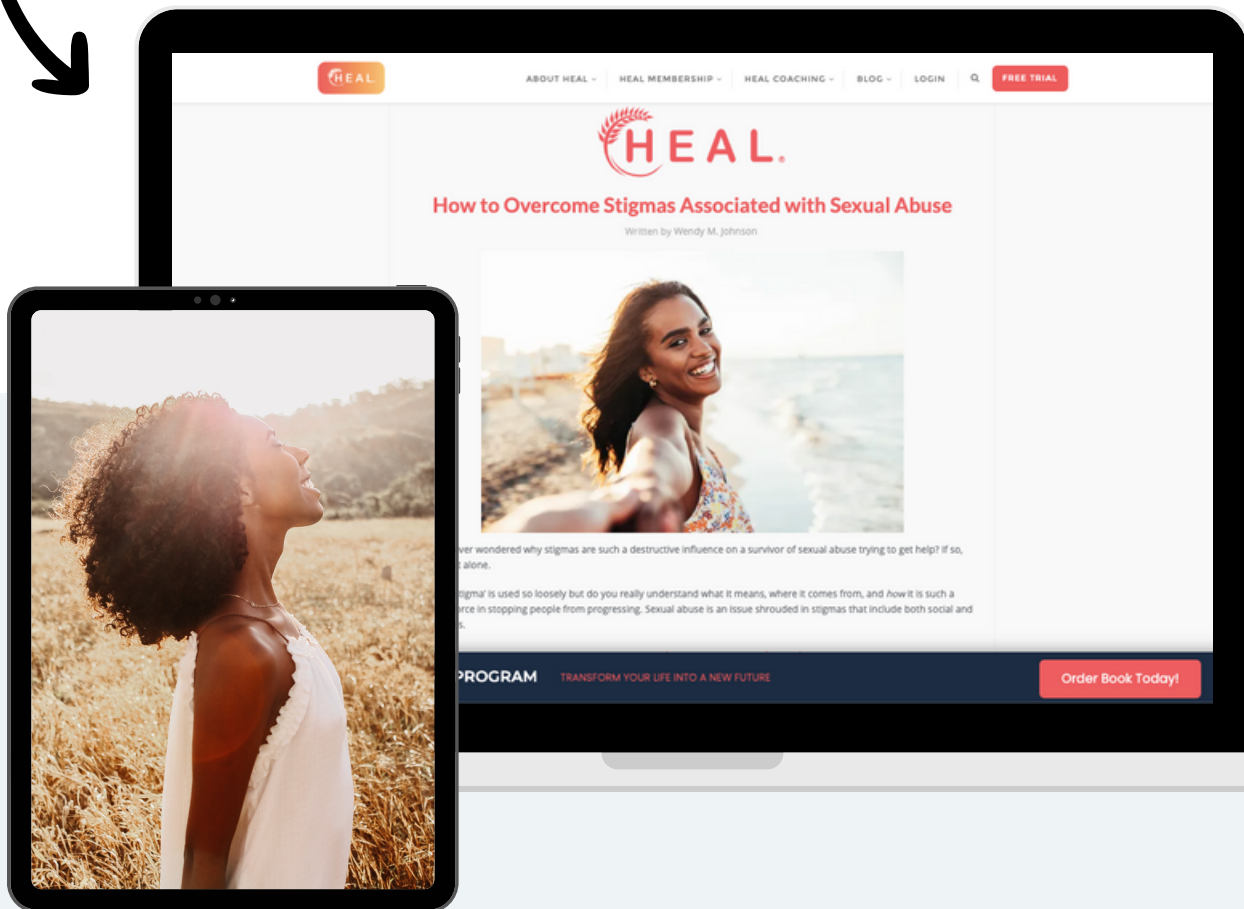 HEAL
ABOUT HEAL
HEAL MEMBERSHIP
HEAL COACHING
BLOG
LOGIN
FREE TRIAL
HEAL®
How to Overcome Stigmas Associated with Sexual Abuse
Written by Wendy M. Johnson
wondered why stigmas are such a destructive influence on a survivor of sexual abuse trying to get help? If so,
alone.
is used so loosely but do you really understand what it means, where it comes from, and how it is such a
in stopping people from progressing. Sexual abuse is an issue shrouded in stigmas that include both social and
PROGRAM
TRANSFORM YOUR LIFE INTO A NEW FUTURE
Order Book Today!